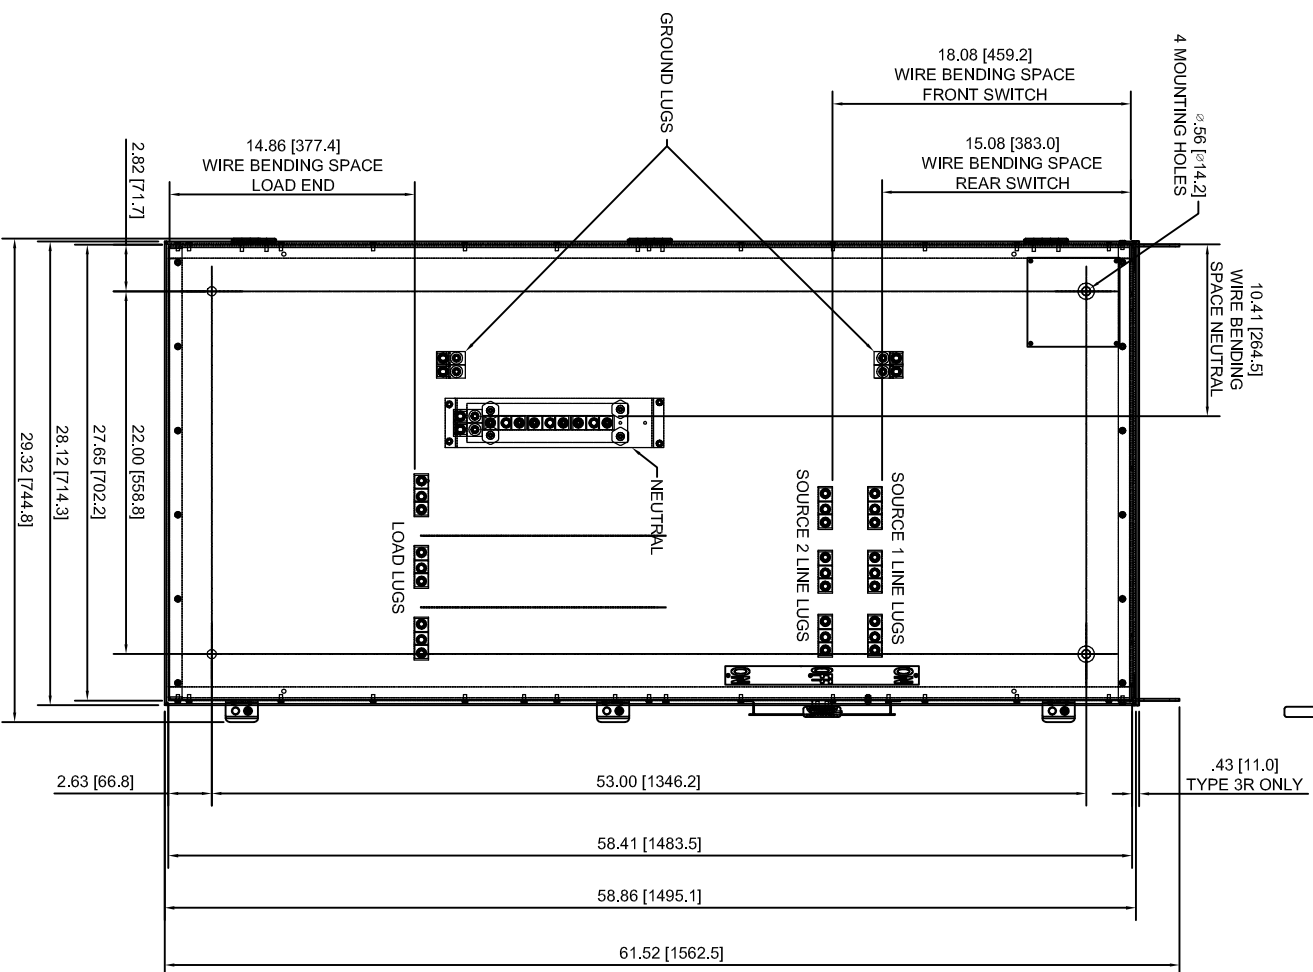 GROUND LUGS
18.08 [459.2]
WIRE BENDING SPACE
FRONT SWITCH
4 MOUNTING HOLES
⌀.56 [⌀14.2]
14.86 [377.4]
WIRE BENDING SPACE
LOAD END
15.08 [383.0]
WIRE BENDING SPACE
REAR SWITCH
2.82 [71.7]
10.41 [264.5]
WIRE BENDING
SPACE NEUTRAL
29.32 [744.8]
28.12 [714.3]
27.65 [702.2]
22.00 [558.8]
NEUTRAL
LOAD LUGS
SOURCE 2 LINE LUGS
SOURCE 1 LINE LUGS
2.63 [66.8]
53.00 [1346.2]
.43 [11.0]
TYPE 3R ONLY
58.41 [1483.5]
58.86 [1495.1]
61.52 [1562.5]